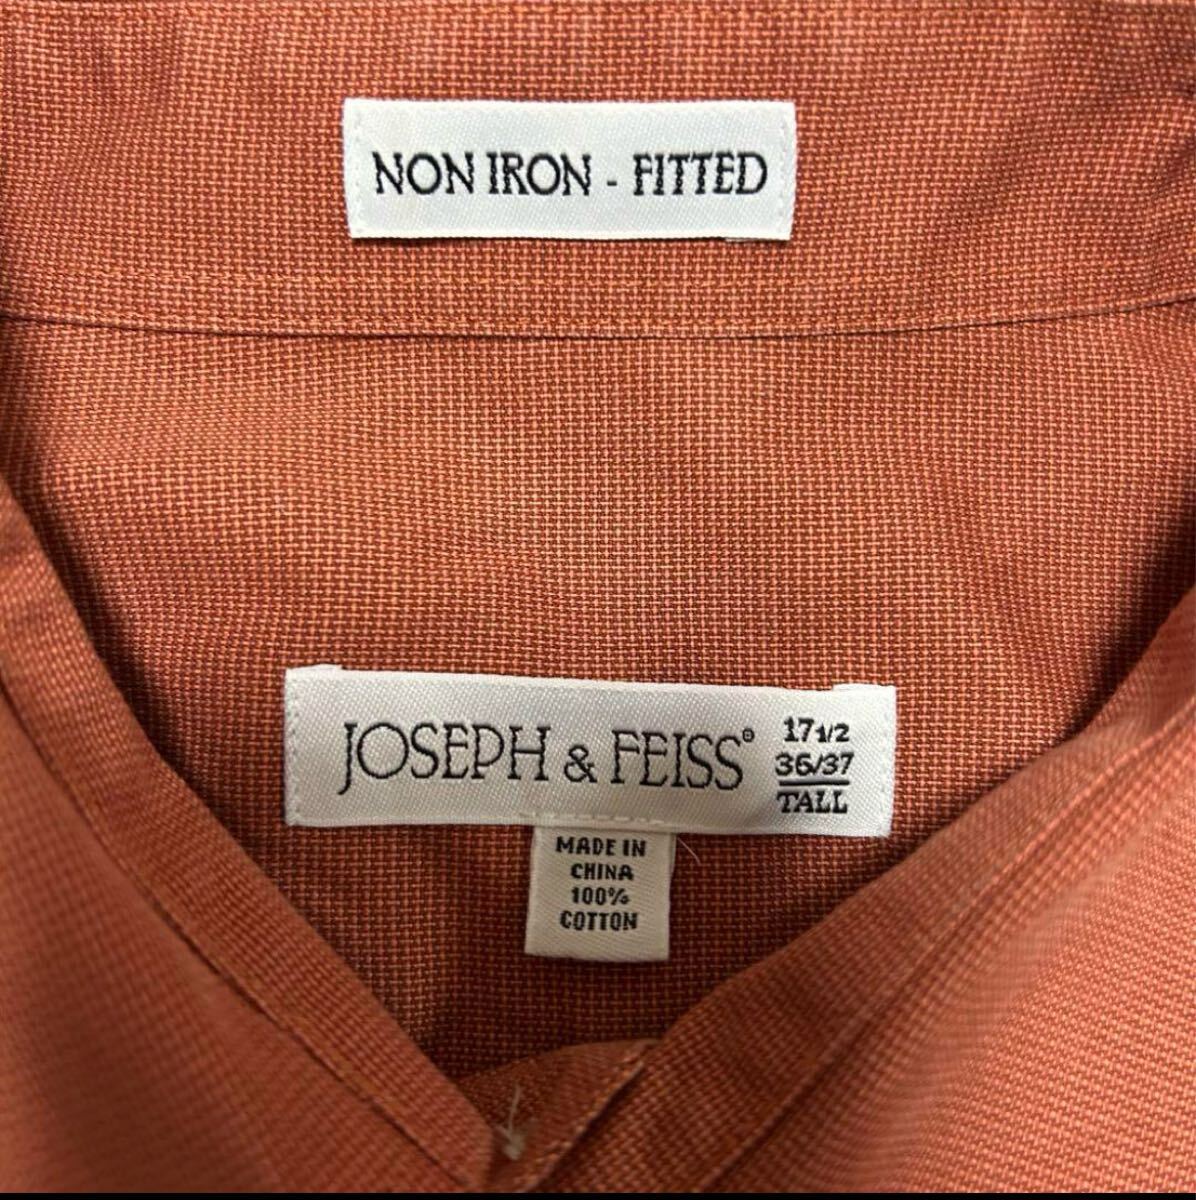 NON IRON - FITTED
JOSEPH & FEISS®
17 1/2
36/37
TALL
MADE IN
CHINA
100%
COTTON